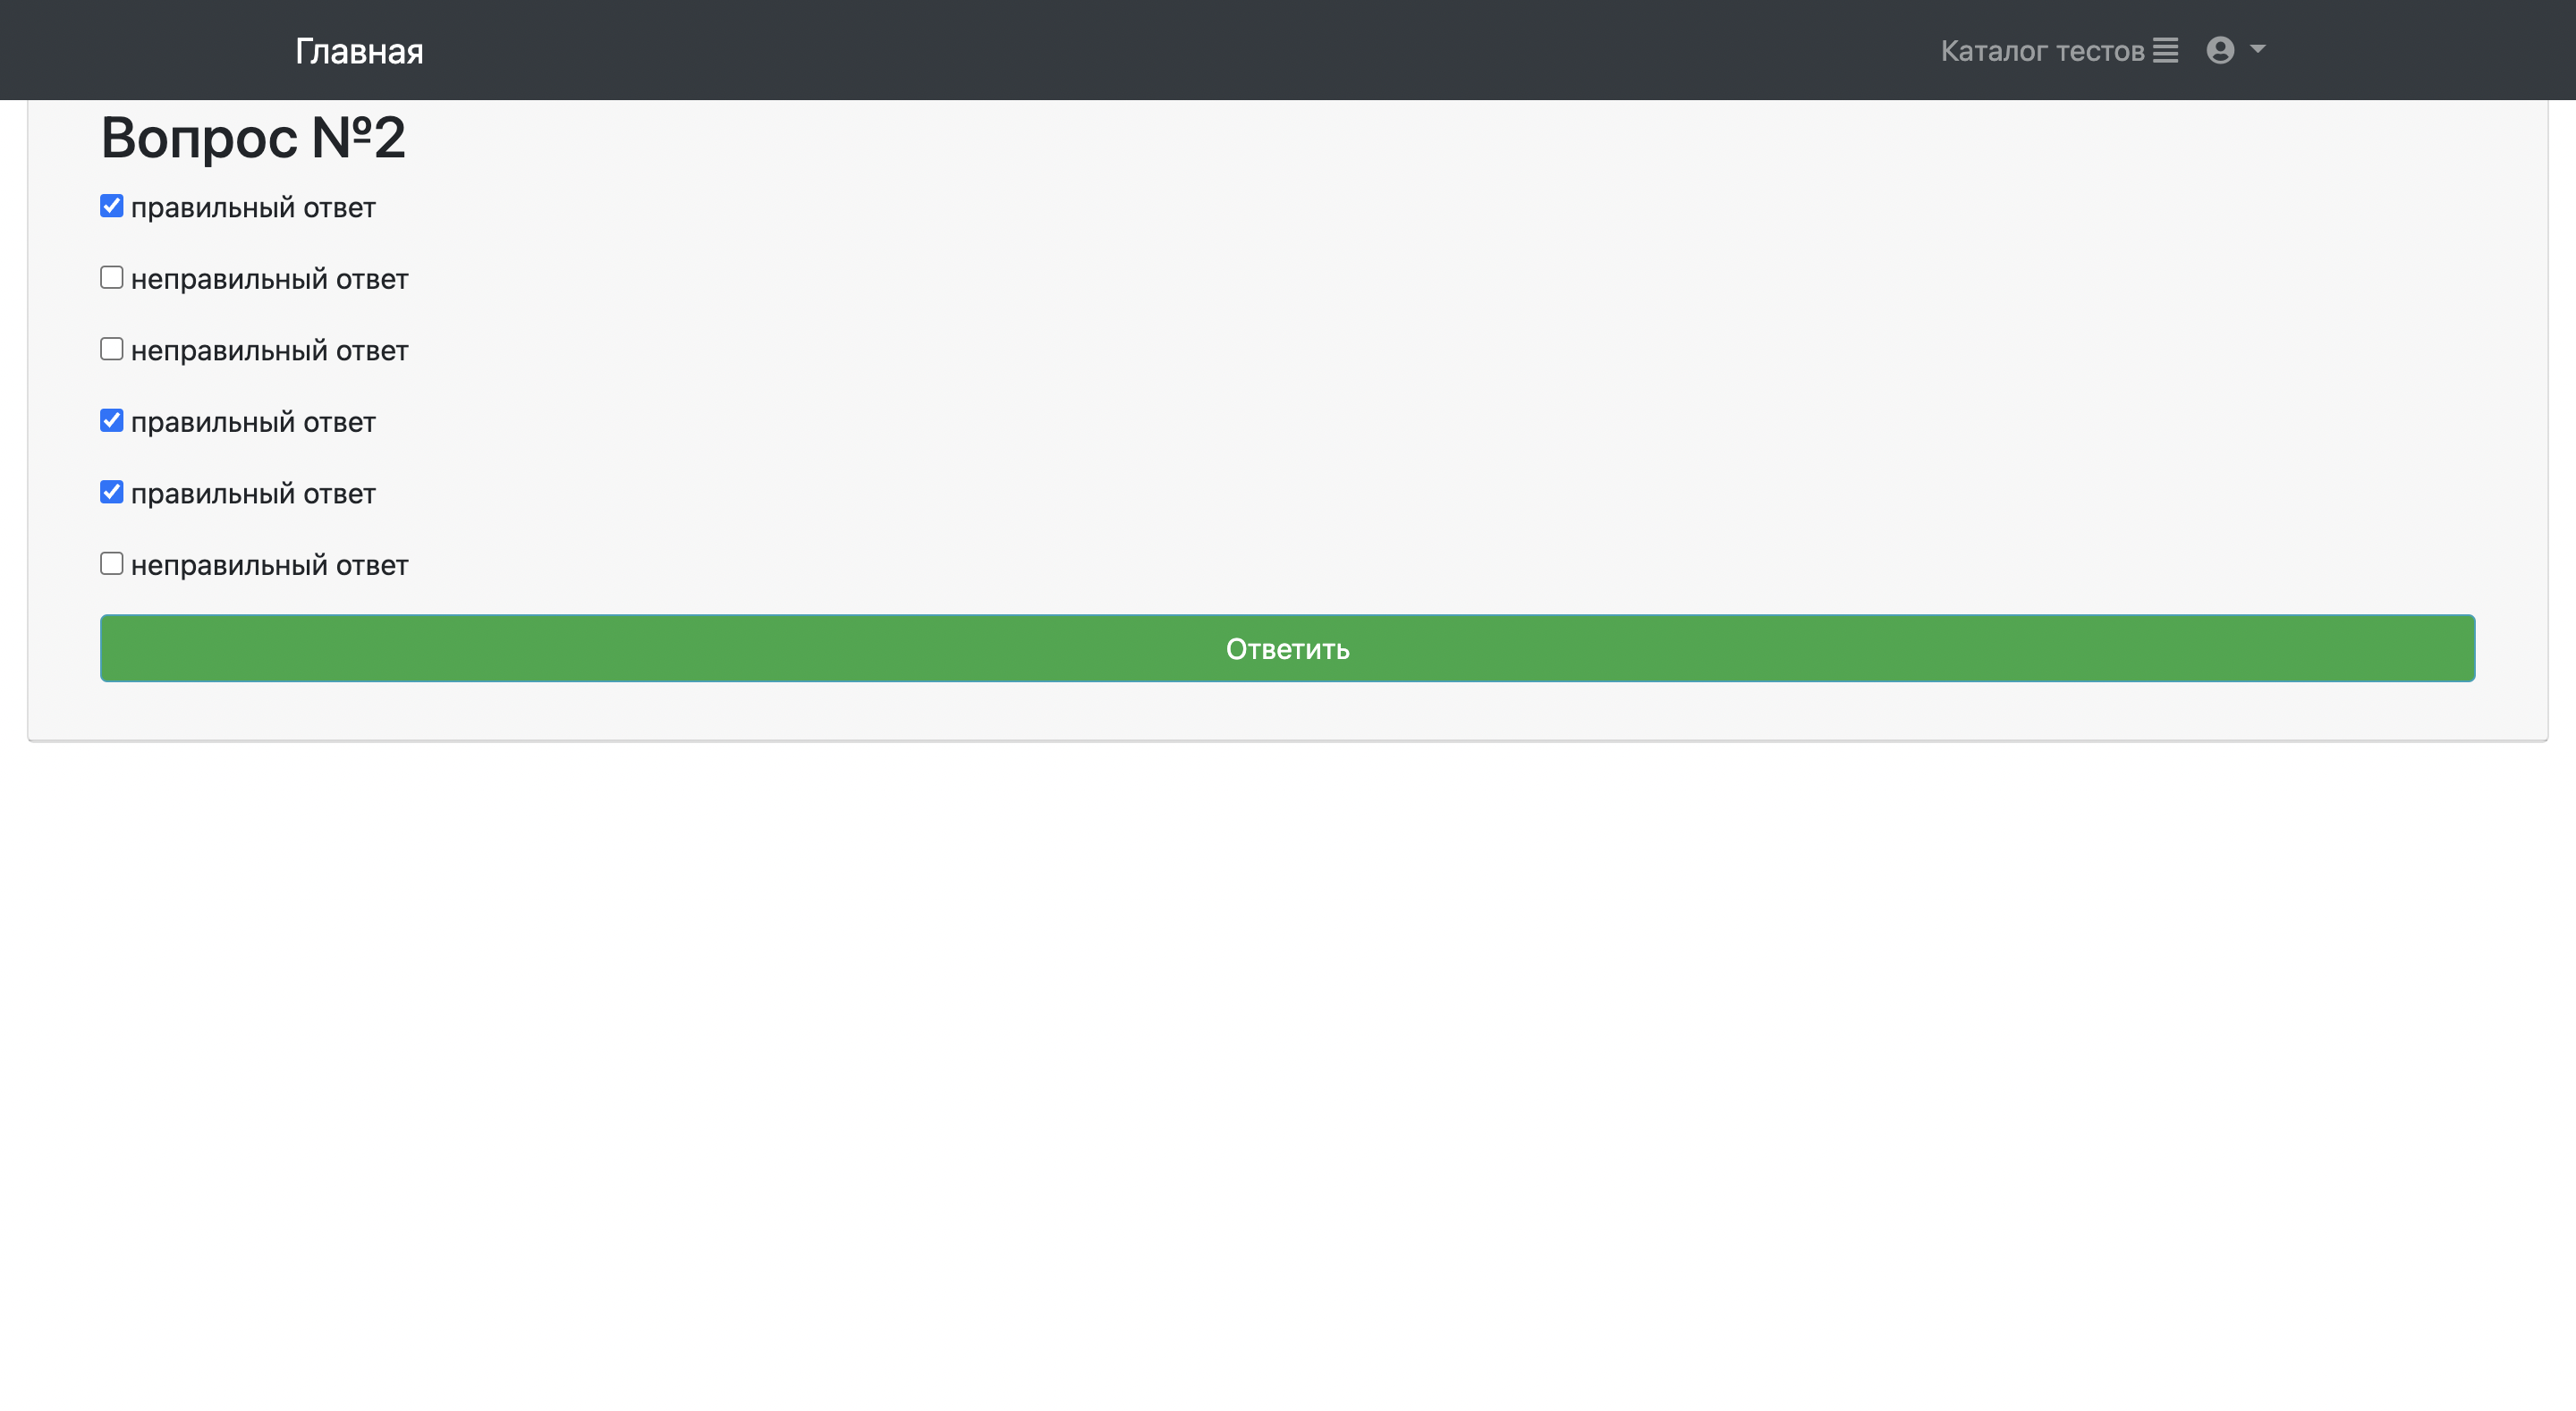 Главная
Каталог тестов
Вопрос №2
правильный ответ
неправильный ответ
неправильный ответ
правильный ответ
правильный ответ
неправильный ответ
Ответить